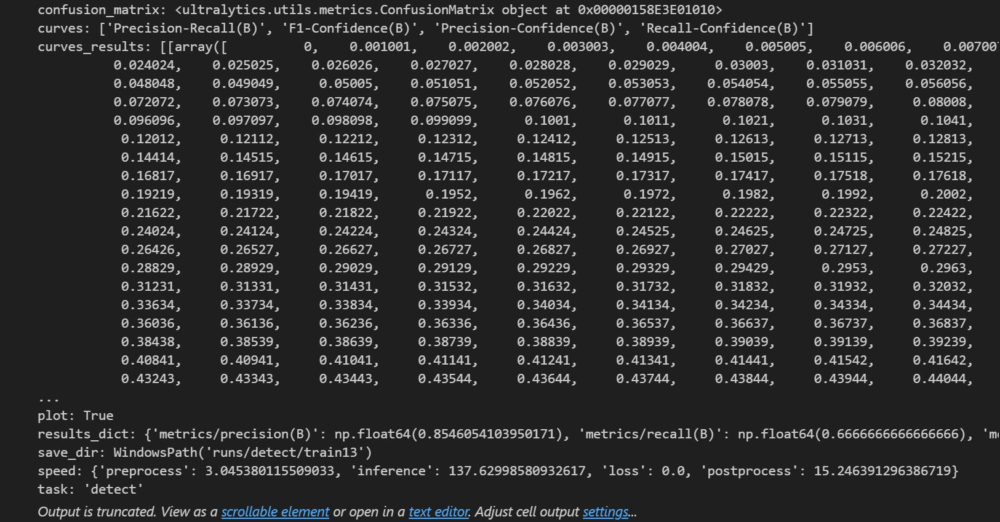 confusion_matrix: <ultralytics.utils.metrics.ConfusionMatrix object at 0x00000158E3E01010>
curves: ['Precision-Recall(B)', 'F1-Confidence(B)', 'Precision-Confidence(B)', 'Recall-Confidence(B)']
curves_results: [[array([          0,    0.001001,    0.002002,    0.003003,    0.004004,    0.005005,    0.006006,    0.007007
0.024024,    0.025025,    0.026026,    0.027027,    0.028028,    0.029029,     0.03003,    0.031031,    0.032032,
0.048048,    0.049049,     0.05005,    0.051051,    0.052052,    0.053053,    0.054054,    0.055055,    0.056056,
0.072072,    0.073073,    0.074074,    0.075075,    0.076076,    0.077077,    0.078078,    0.079079,     0.08008,
0.096096,    0.097097,    0.098098,    0.099099,      0.1001,      0.1011,      0.1021,      0.1031,      0.1041,
0.12012,     0.12112,     0.12212,     0.12312,     0.12412,     0.12513,     0.12613,     0.12713,     0.12813,
0.14414,     0.14515,     0.14615,     0.14715,     0.14815,     0.14915,     0.15015,     0.15115,     0.15215,
0.16817,     0.16917,     0.17017,     0.17117,     0.17217,     0.17317,     0.17417,     0.17518,     0.17618,
0.19219,     0.19319,     0.19419,      0.1952,      0.1962,      0.1972,      0.1982,      0.1992,      0.2002,
0.21622,     0.21722,     0.21822,     0.21922,     0.22022,     0.22122,     0.22222,     0.22322,     0.22422,
0.24024,     0.24124,     0.24224,     0.24324,     0.24424,     0.24525,     0.24625,     0.24725,     0.24825,
0.26426,     0.26527,     0.26627,     0.26727,     0.26827,     0.26927,     0.27027,     0.27127,     0.27227,
0.28829,     0.28929,     0.29029,     0.29129,     0.29229,     0.29329,     0.29429,      0.2953,      0.2963,
0.31231,     0.31331,     0.31431,     0.31532,     0.31632,     0.31732,     0.31832,     0.31932,     0.32032,
0.33634,     0.33734,     0.33834,     0.33934,     0.34034,     0.34134,     0.34234,     0.34334,     0.34434,
0.36036,     0.36136,     0.36236,     0.36336,     0.36436,     0.36537,     0.36637,     0.36737,     0.36837,
0.38438,     0.38539,     0.38639,     0.38739,     0.38839,     0.38939,     0.39039,     0.39139,     0.39239,
0.40841,     0.40941,     0.41041,     0.41141,     0.41241,     0.41341,     0.41441,     0.41542,     0.41642,
0.43243,     0.43343,     0.43443,     0.43544,     0.43644,     0.43744,     0.43844,     0.43944,     0.44044,
...
plot: True
results_dict: {'metrics/precision(B)': np.float64(0.8546054103950171), 'metrics/recall(B)': np.float64(0.6666666666666666), 'm
save_dir: WindowsPath('runs/detect/train13')
speed: {'preprocess': 3.045380115509033, 'inference': 137.62998580932617, 'loss': 0.0, 'postprocess': 15.246391296386719}
task: 'detect'
Output is truncated. View as a scrollable element or open in a text editor. Adjust cell output settings...